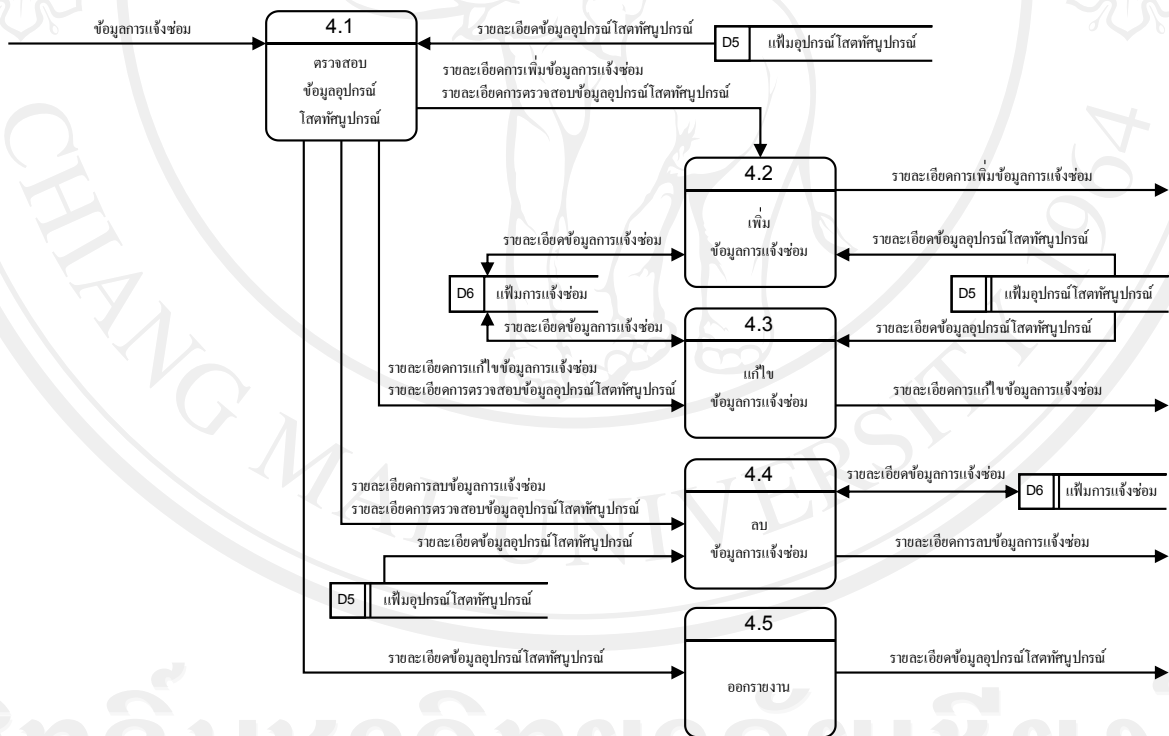 ข้อมูลการแจ้งซ่อม
4.1
ตรวจสอบ
ข้อมูลอุปกรณ์
โสตทัศนูปกรณ์
รายละเอียดข้อมูลอุปกรณ์โสตทัศนูปกรณ์
D5 แฟ้มอุปกรณ์โสตทัศนูปกรณ์
รายละเอียดการเพิ่มข้อมูลการแจ้งซ่อม
รายละเอียดการตรวจสอบข้อมูลอุปกรณ์โสตทัศนูปกรณ์
4.2
เพิ่ม
ข้อมูลการแจ้งซ่อม
รายละเอียดการเพิ่มข้อมูลการแจ้งซ่อม
รายละเอียดข้อมูลการแจ้งซ่อม
รายละเอียดข้อมูลอุปกรณ์โสตทัศนูปกรณ์
D6 แฟ้มการแจ้งซ่อม
D5 แฟ้มอุปกรณ์โสตทัศนูปกรณ์
รายละเอียดข้อมูลการแจ้งซ่อม
4.3
แก้ไข
ข้อมูลการแจ้งซ่อม
รายละเอียดข้อมูลอุปกรณ์โสตทัศนูปกรณ์
รายละเอียดการแก้ไขข้อมูลการแจ้งซ่อม
รายละเอียดการตรวจสอบข้อมูลอุปกรณ์โสตทัศนูปกรณ์
รายละเอียดการแก้ไขข้อมูลการแจ้งซ่อม
4.4
ลบ
ข้อมูลการแจ้งซ่อม
รายละเอียดข้อมูลการแจ้งซ่อม
D6 แฟ้มการแจ้งซ่อม
รายละเอียดการลบข้อมูลการแจ้งซ่อม
รายละเอียดการตรวจสอบข้อมูลอุปกรณ์โสตทัศนูปกรณ์
รายละเอียดข้อมูลอุปกรณ์โสตทัศนูปกรณ์
รายละเอียดการลบข้อมูลการแจ้งซ่อม
D5 แฟ้มอุปกรณ์โสตทัศนูปกรณ์
4.5
ออกรายงาน
รายละเอียดข้อมูลอุปกรณ์โสตทัศนูปกรณ์
รายละเอียดข้อมูลอุปกรณ์โสตทัศนูปกรณ์
CHIANG MAI UNIVERSITY 1964